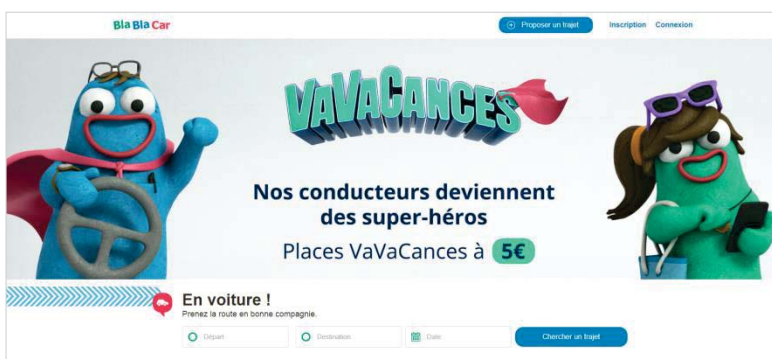 BlaBlaCar
Proposer un trajet
Inscription
Connexion
VAVACANCES
Nos conducteurs deviennent
des super-héros
Places VaVaCances à 5€
En voiture !
Prenez la route en bonne compagnie.
Départ
Destination
Date
Chercher un trajet